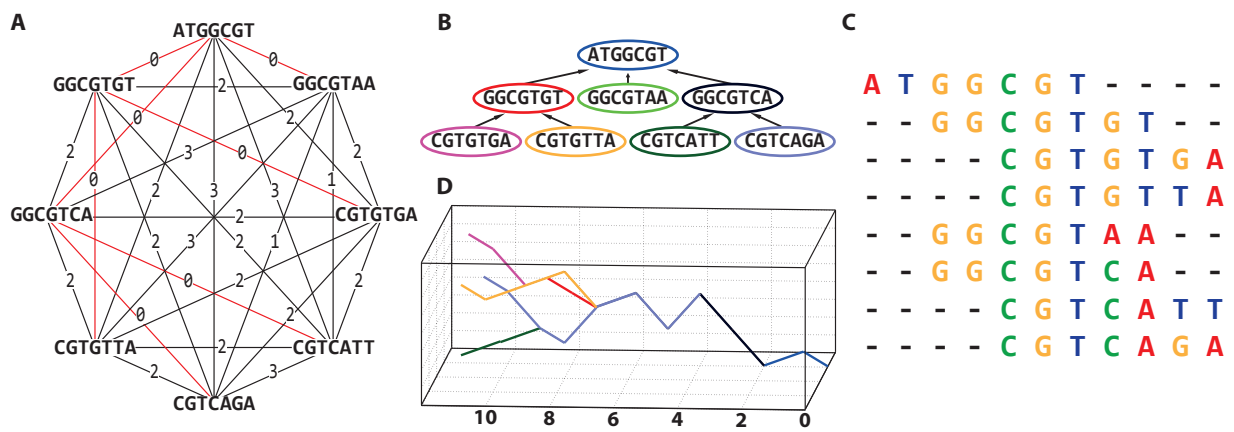 A
ATGGCGT
0 0
GGCGTGT 2 GGCGTAA
0 2
2 3 0 2
0 2 3 3 1
GGCGTCA 2 CGTGTGA
2 3 2 1
2 0 2 2
0 2
CGTGTTA 2 CGTCATT
2 3
CGTCAGA
B
ATGGCGT
GGCGTGT GGCGTAA GGCGTCA
CGTGTGA CGTGTTA CGTCATT CGTCAGA
D
10 8 6 4 2 0
C
A T G G C G T - - - -
- - G G C G T G T - -
- - - - C G T G T G A
- - - - C G T G T T A
- - G G C G T A A - -
- - G G C G T C A - -
- - - - C G T C A T T
- - - - C G T C A G A